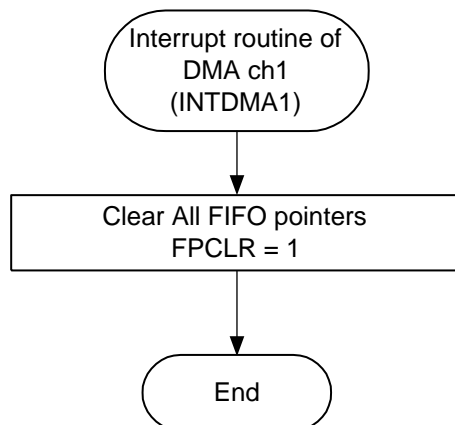 Interrupt routine of
DMA ch1
(INTDMA1)
Clear All FIFO pointers
FPCLR = 1
End